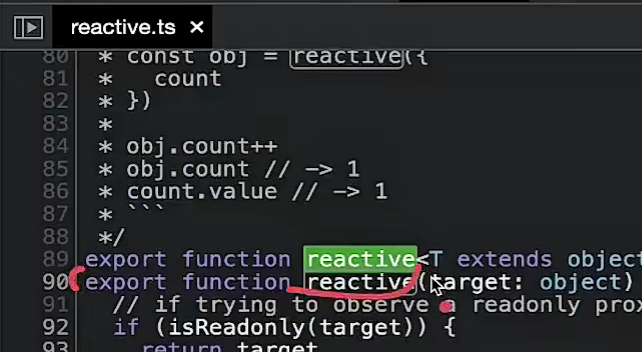 reactive.ts ×
80 * const obj = reactive({
81 *   count
82 * })
83 *
84 * obj.count++
85 * obj.count // -> 1
86 * count.value // -> 1
87 * ```
88 */
89 export function reactive<T extends object
90 export function reactive(target: object)
91 // if trying to observe a readonly prox
92 if (isReadonly(target)) {
93 return target